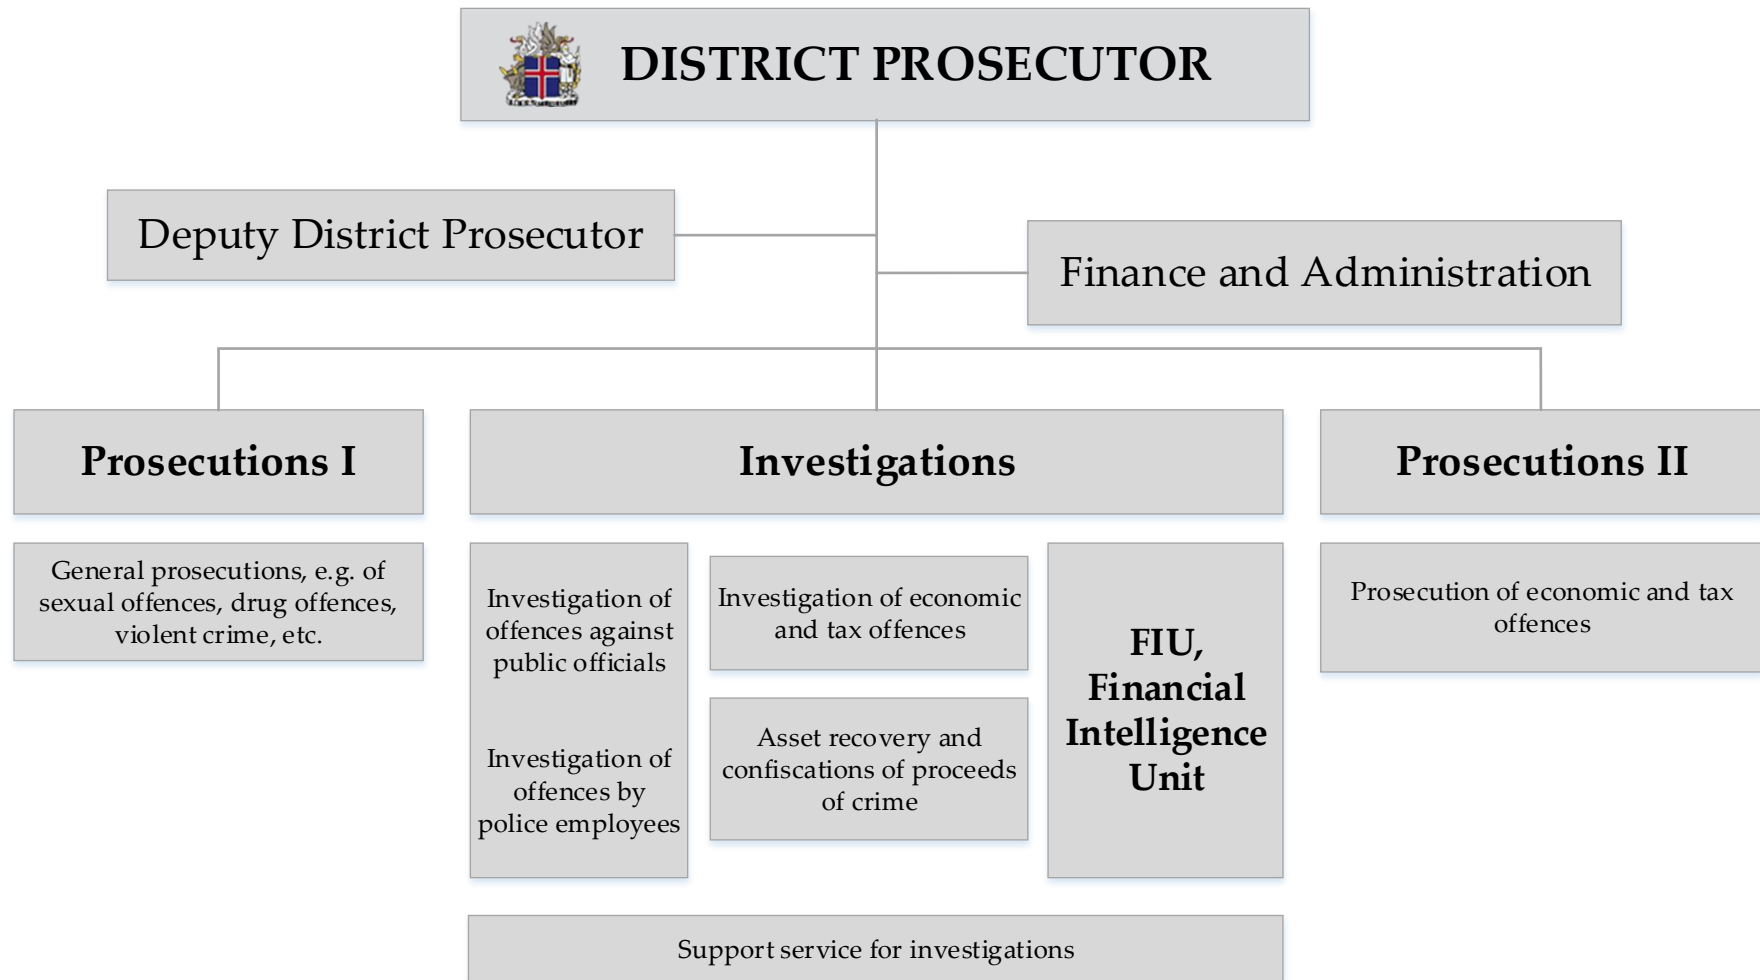 DISTRICT PROSECUTOR
Deputy District Prosecutor
Finance and Administration
Prosecutions I
Investigations
Prosecutions II
General prosecutions, e.g. of
sexual offences, drug offences,
violent crime, etc.
Investigation of
offences against
public officials
Investigation of
offences by
police employees
Investigation of economic
and tax offences
Asset recovery and
confiscations of proceeds
of crime
FIU,
Financial
Intelligence
Unit
Prosecution of economic and tax
offences
Support service for investigations